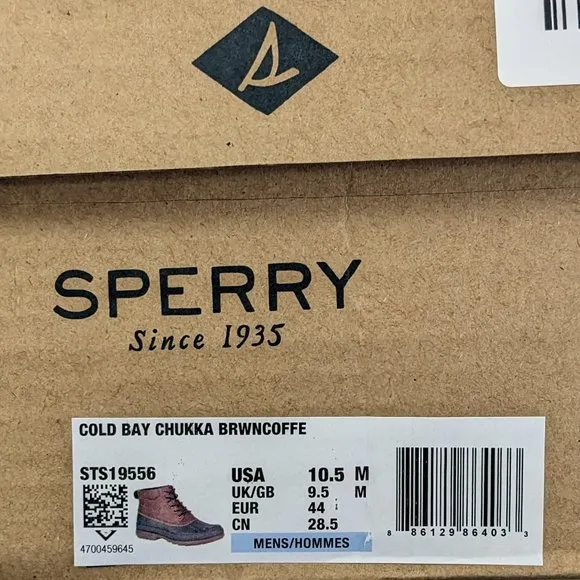 SPERRY
Since 1935
COLD BAY CHUKKA BRWNCOFFE
STS19556
USA 10.5 M
UK/GB 9.5 M
EUR 44
CN 28.5
MENS/HOMMES
4700459645
8 86129 86403 3